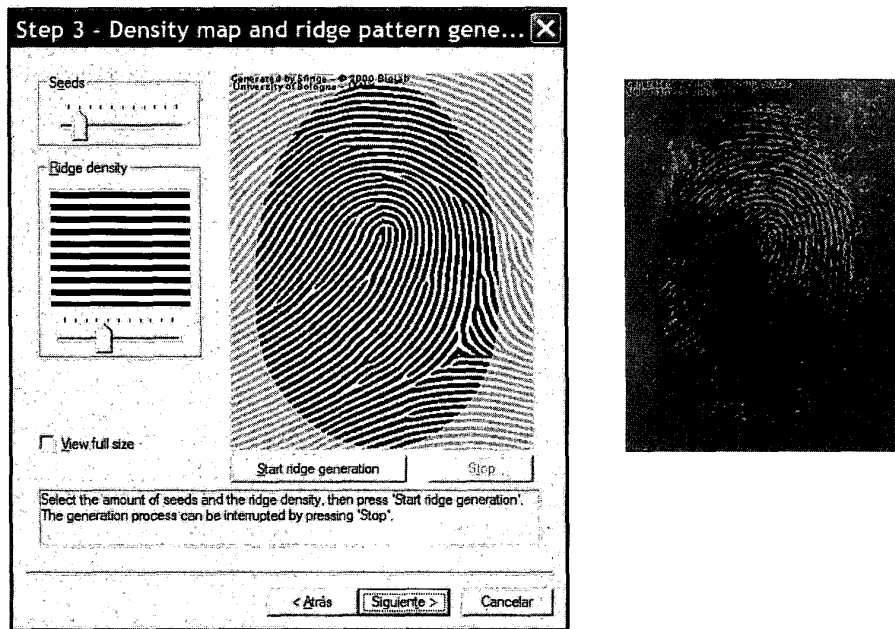 Step 3 - Density map and ridge pattern gene...
Seeds
Generated by Sfinge - © 2000 BioLab
University of Bologna -
Ridge density
View full size
Start ridge generation
Stop
Select the amount of seeds and the ridge density, then press 'Start ridge generation'.
The generation process can be interrupted by pressing 'Stop'.
< Atrás
Siguiente >
Cancelar